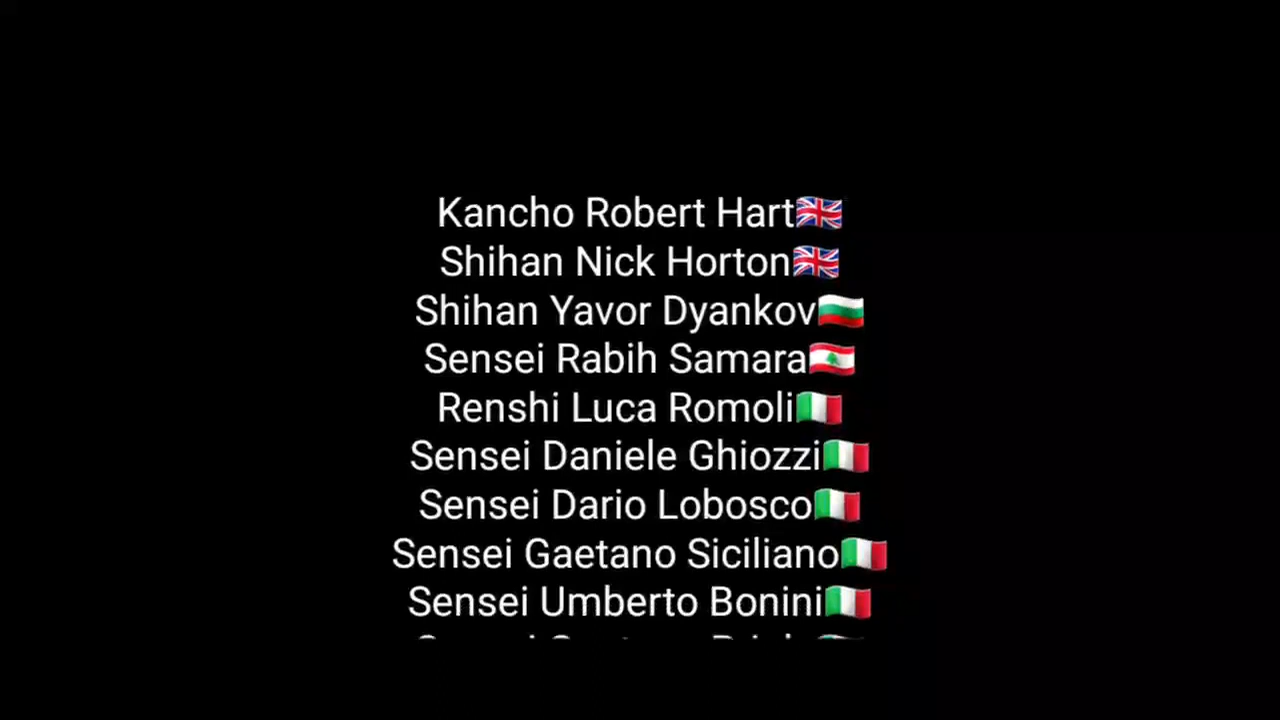 Kancho Robert Hart🇬🇧
Shihan Nick Horton🇬🇧
Shihan Yavor Dyankov🇧🇬
Sensei Rabih Samara🇱🇧
Renshi Luca Romoli🇮🇹
Sensei Daniele Ghiozzi🇮🇹
Sensei Dario Lobosco🇮🇹
Sensei Gaetano Siciliano🇮🇹
Sensei Umberto Bonini🇮🇹